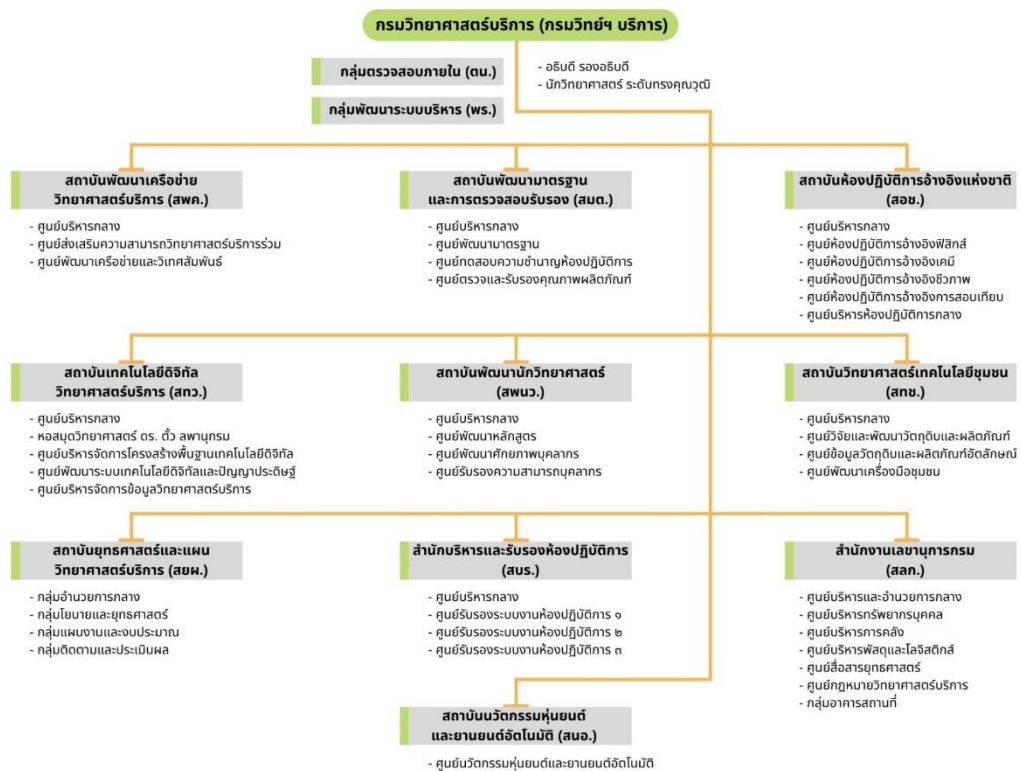 กรมวิทยาศาสตร์บริการ (กรมวิทย์ฯ บริการ)
กลุ่มตรวจสอบภายใน (ตน.)
- อธิบดี รองอธิบดี
- นักวิทยาศาสตร์ ระดับทรงคุณวุฒิ
กลุ่มพัฒนาระบบบริหาร (พร.)
สถาบันพัฒนาเครือข่าย
วิทยาศาสตร์บริการ (สพค.)
- ศูนย์บริหารกลาง
- ศูนย์ส่งเสริมความสามารถวิทยาศาสตร์บริการร่วม
- ศูนย์พัฒนาเครือข่ายและวิเทศสัมพันธ์
สถาบันพัฒนามาตรฐาน
และการตรวจสอบรับรอง (สมต.)
- ศูนย์บริหารกลาง
- ศูนย์พัฒนามาตรฐาน
- ศูนย์ทดสอบความชำนาญห้องปฏิบัติการ
- ศูนย์ตรวจและรับรองคุณภาพผลิตภัณฑ์
สถาบันห้องปฏิบัติการอ้างอิงแห่งชาติ
(สอช.)
- ศูนย์บริหารกลาง
- ศูนย์ห้องปฏิบัติการอ้างอิงฟิสิกส์
- ศูนย์ห้องปฏิบัติการอ้างอิงเคมี
- ศูนย์ห้องปฏิบัติการอ้างอิงชีวภาพ
- ศูนย์ห้องปฏิบัติการอ้างอิงการสอบเทียบ
- ศูนย์บริหารห้องปฏิบัติการกลาง
สถาบันเทคโนโลยีดิจิทัล
วิทยาศาสตร์บริการ (สทว.)
- ศูนย์บริหารกลาง
- หอสมุดวิทยาศาสตร์ ดร. ตั้ว ลพานุกรม
- ศูนย์บริหารจัดการโครงสร้างพื้นฐานเทคโนโลยีดิจิทัล
- ศูนย์พัฒนาระบบเทคโนโลยีดิจิทัลและปัญญาประดิษฐ์
- ศูนย์บริหารจัดการข้อมูลวิทยาศาสตร์บริการ
สถาบันพัฒนานักวิทยาศาสตร์
(สพนว.)
- ศูนย์บริหารกลาง
- ศูนย์พัฒนาหลักสูตร
- ศูนย์พัฒนาศักยภาพบุคลากร
- ศูนย์รับรองความสามารถบุคลากร
สถาบันวิทยาศาสตร์เทคโนโลยีชุมชน
(สทช.)
- ศูนย์บริหารกลาง
- ศูนย์วิจัยและพัฒนาวัตถุดิบและผลิตภัณฑ์
- ศูนย์ข้อมูลวัตถุดิบและผลิตภัณฑ์อัตลักษณ์
- ศูนย์พัฒนาเครื่องมือชุมชน
สถาบันยุทธศาสตร์และแผน
วิทยาศาสตร์บริการ (สยผ.)
- กลุ่มอำนวยการกลาง
- กลุ่มโยบายและยุทธศาสตร์
- กลุ่มแผนงานและงบประมาณ
- กลุ่มติดตามและประเมินผล
สำนักบริหารและรับรองห้องปฏิบัติการ
(สบร.)
- ศูนย์บริหารกลาง
- ศูนย์รับรองระบบงานห้องปฏิบัติการ ๑
- ศูนย์รับรองระบบงานห้องปฏิบัติการ ๒
- ศูนย์รับรองระบบงานห้องปฏิบัติการ ๓
สำนักงานเลขานุการกรม
(สลก.)
- ศูนย์บริหารและอำนวยการกลาง
- ศูนย์บริหารทรัพยากรบุคคล
- ศูนย์บริหารการคลัง
- ศูนย์บริหารพัสดุและโลจิสติกส์
- ศูนย์สื่อสารยุทธศาสตร์
- ศูนย์กฎหมายวิทยาศาสตร์บริการ
- กลุ่มอาคารสถานที่
สถาบันนวัตกรรมหุ่นยนต์
และยานยนต์อัตโนมัติ (สนอ.)
- ศูนย์นวัตกรรมหุ่นยนต์และยานยนต์อัตโนมัติ